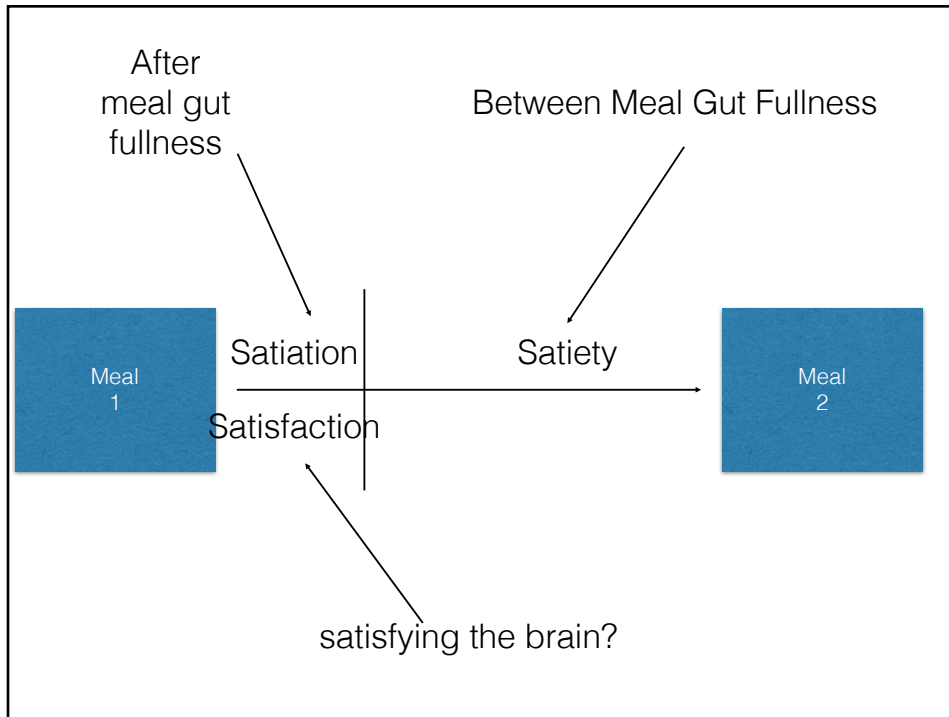 After
meal gut
fullness
Between Meal Gut Fullness
Meal
1
Satiation
Satiety
Meal
2
Satisfaction
satisfying the brain?